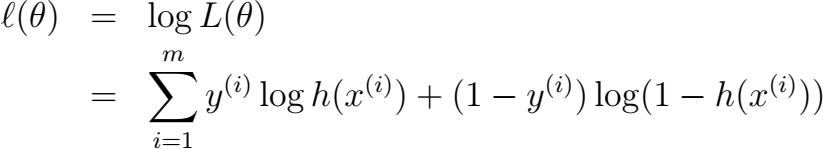 ℓ(θ) = log L(θ)
= ∑_{i=1}^{m} y^{(i)} log h(x^{(i)}) + (1 − y^{(i)}) log(1 − h(x^{(i)}))